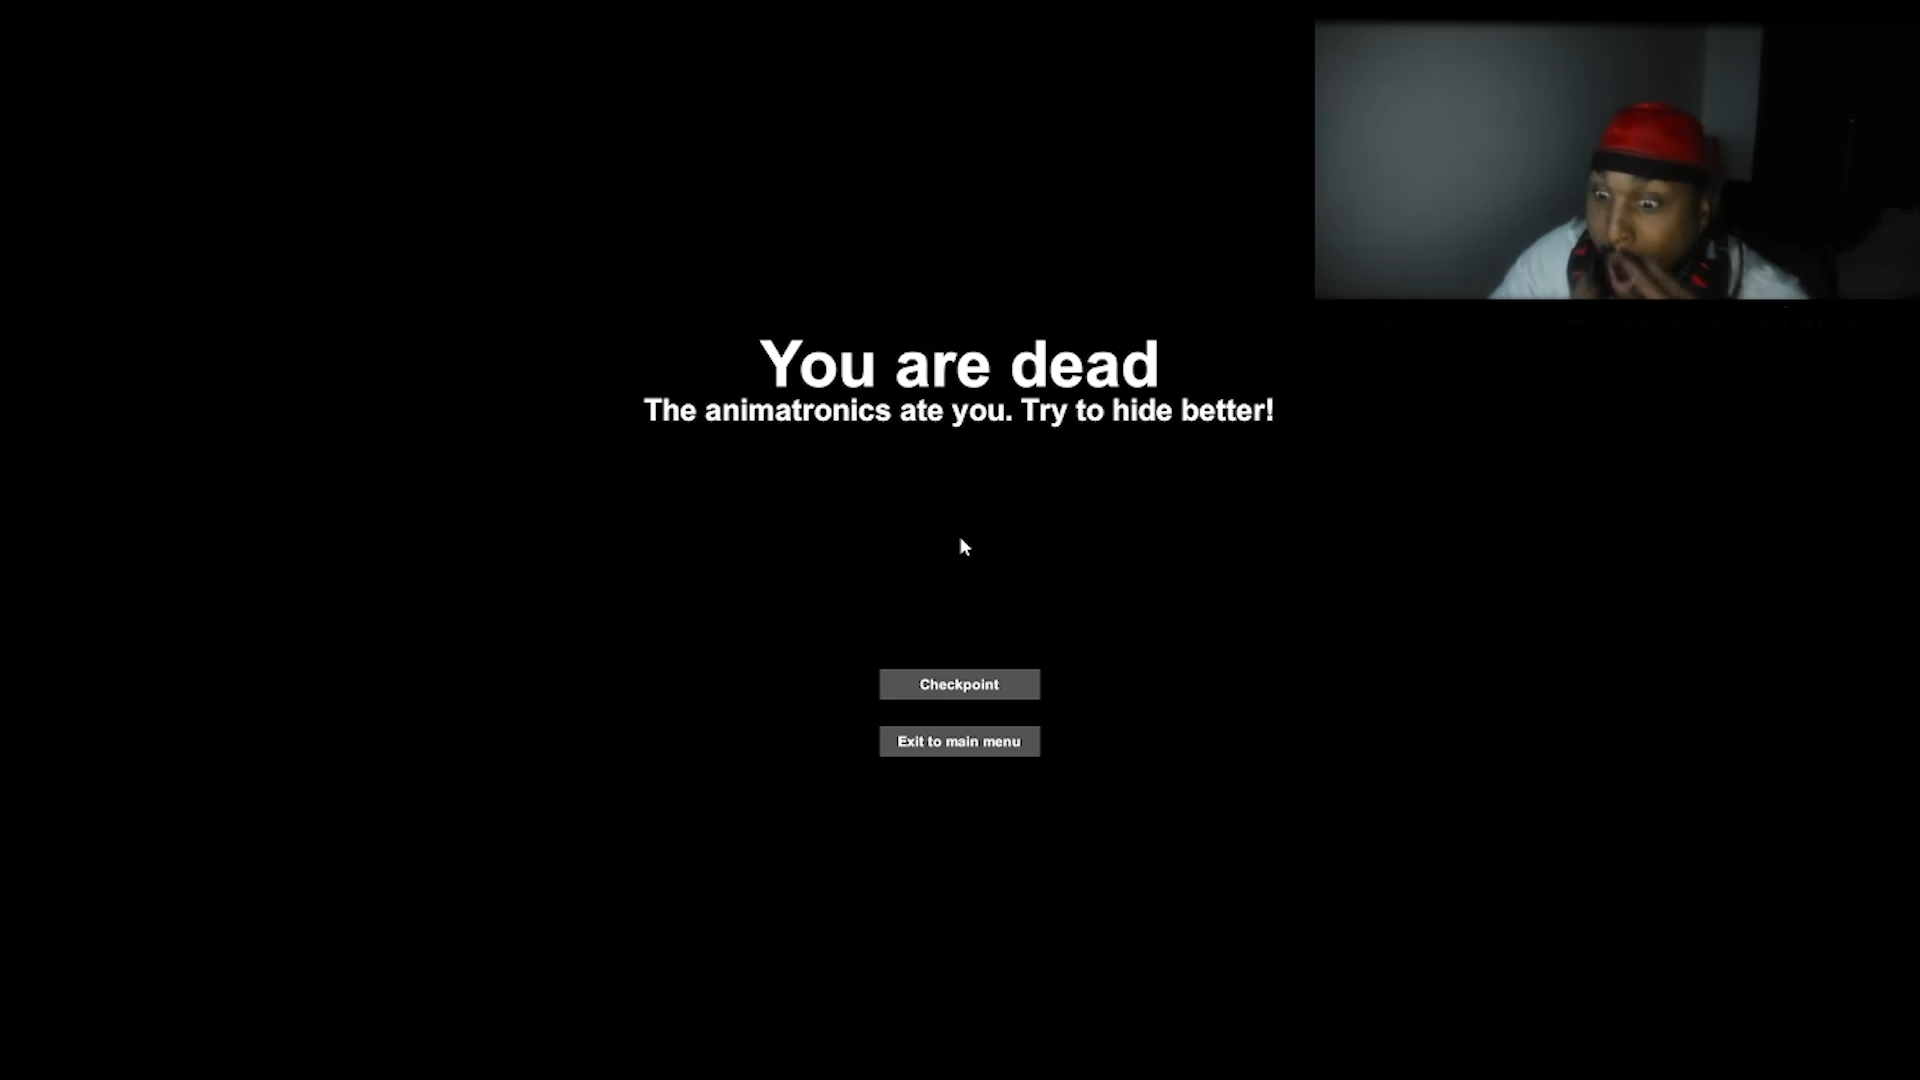 You are dead
The animatronics ate you. Try to hide better!
Checkpoint
Exit to main menu